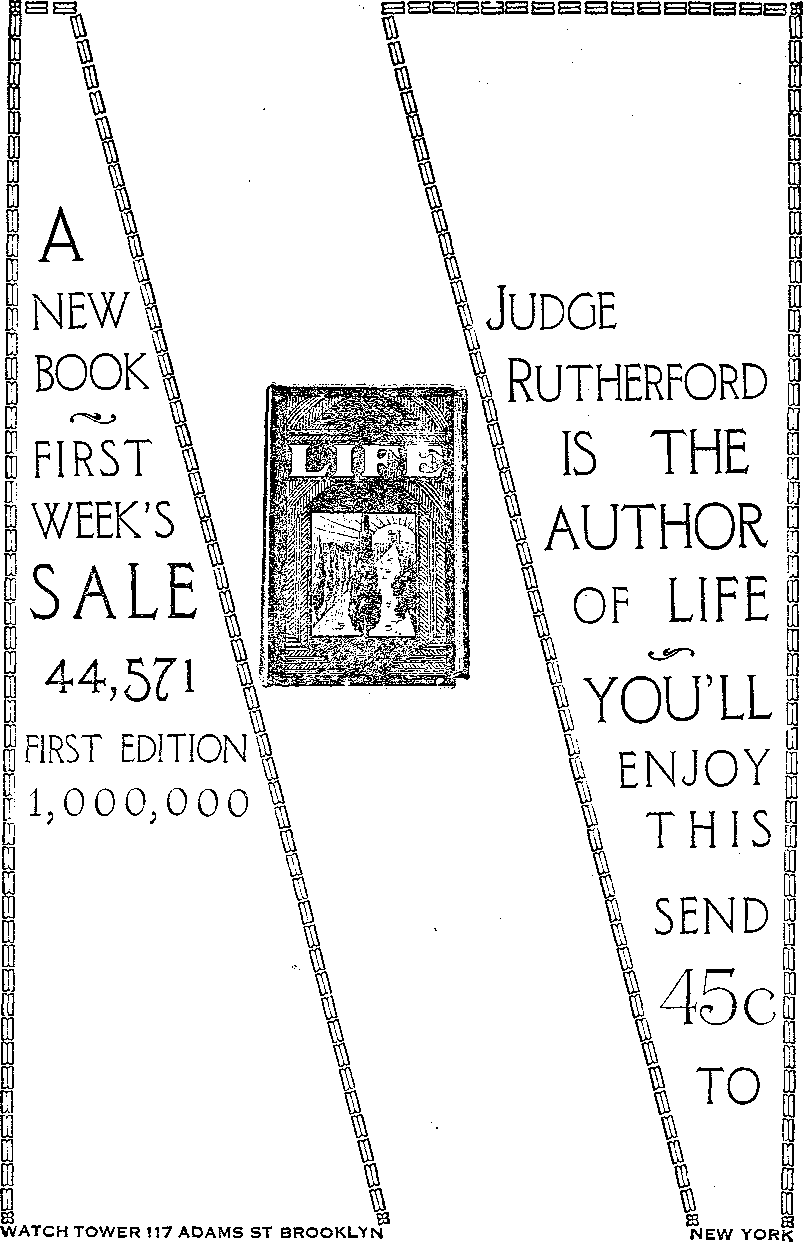 A
NEW
BOOK
FIRST
WEEK'S
SALE
44,571
FIRST EDITION
1,000,000
LIFE
JUDGE
RUTHERFORD
IS THE
AUTHOR
OF LIFE
YOU'LL
ENJOY
THIS
SEND
45c
TO
WATCH TOWER 117 ADAMS ST BROOKLYN
NEW YORK